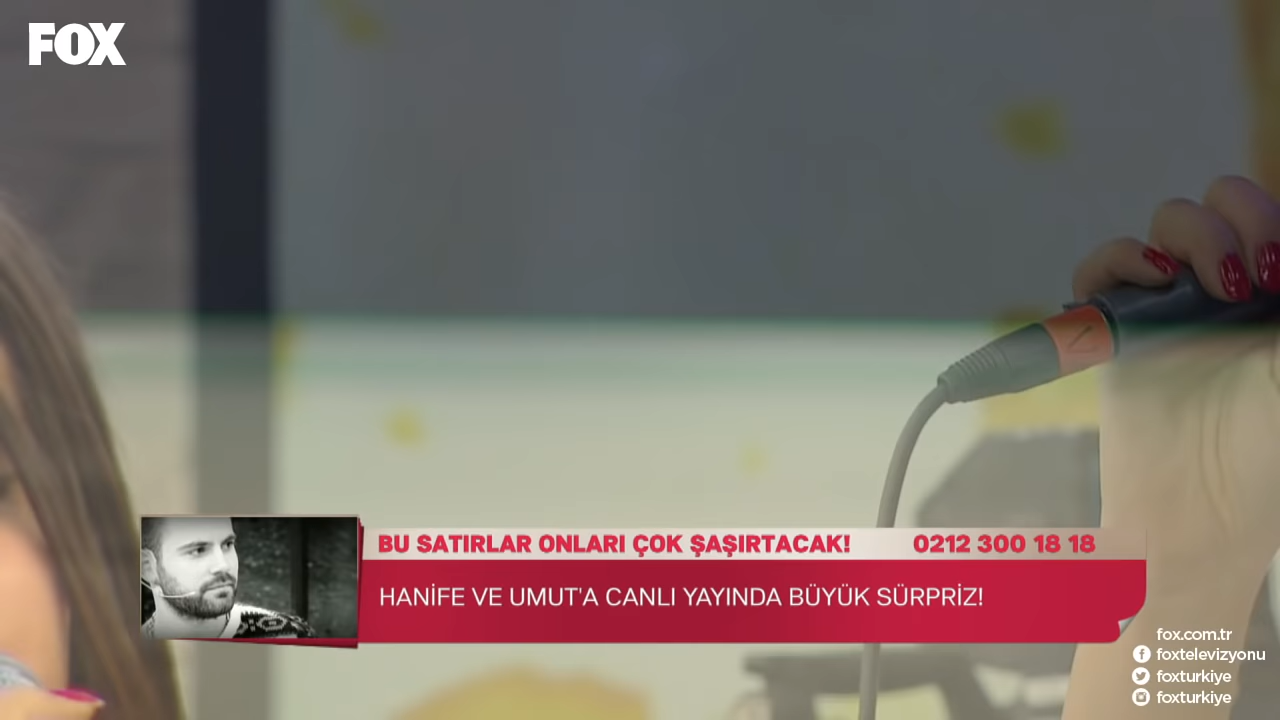 FOX
BU SATIRLAR ONLARI ÇOK ŞAŞIRTACAK! 0212 300 18 18
HANİFE VE UMUT'A CANLI YAYINDA BÜYÜK SÜRPRİZ!
fox.com.tr
foxtelevizyonu
foxturkiye
foxturkiye